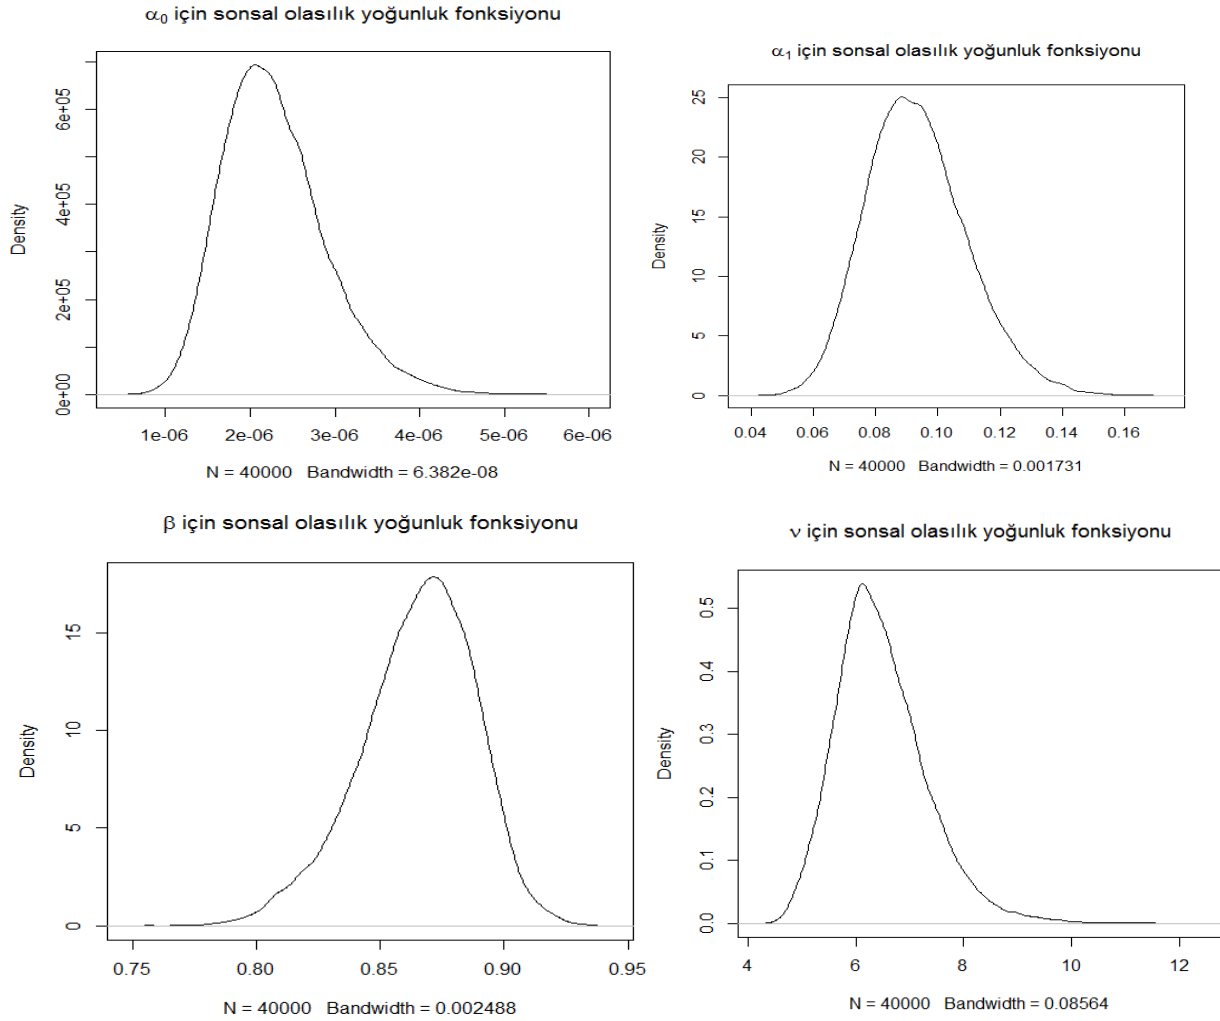 α₀ için sonsal olasılık yoğunluk fonksiyonu
Density
0e+00 2e+05 4e+05 6e+05
1e-06 2e-06 3e-06 4e-06 5e-06 6e-06
N = 40000 Bandwidth = 6.382e-08
α₁ için sonsal olasılık yoğunluk fonksiyonu
Density
0 5 10 15 20 25
0.04 0.06 0.08 0.10 0.12 0.14 0.16
N = 40000 Bandwidth = 0.001731
β için sonsal olasılık yoğunluk fonksiyonu
Density
0 5 10 15
0.75 0.80 0.85 0.90 0.95
N = 40000 Bandwidth = 0.002488
ν için sonsal olasılık yoğunluk fonksiyonu
Density
0.0 0.1 0.2 0.3 0.4 0.5
4 6 8 10 12
N = 40000 Bandwidth = 0.08564